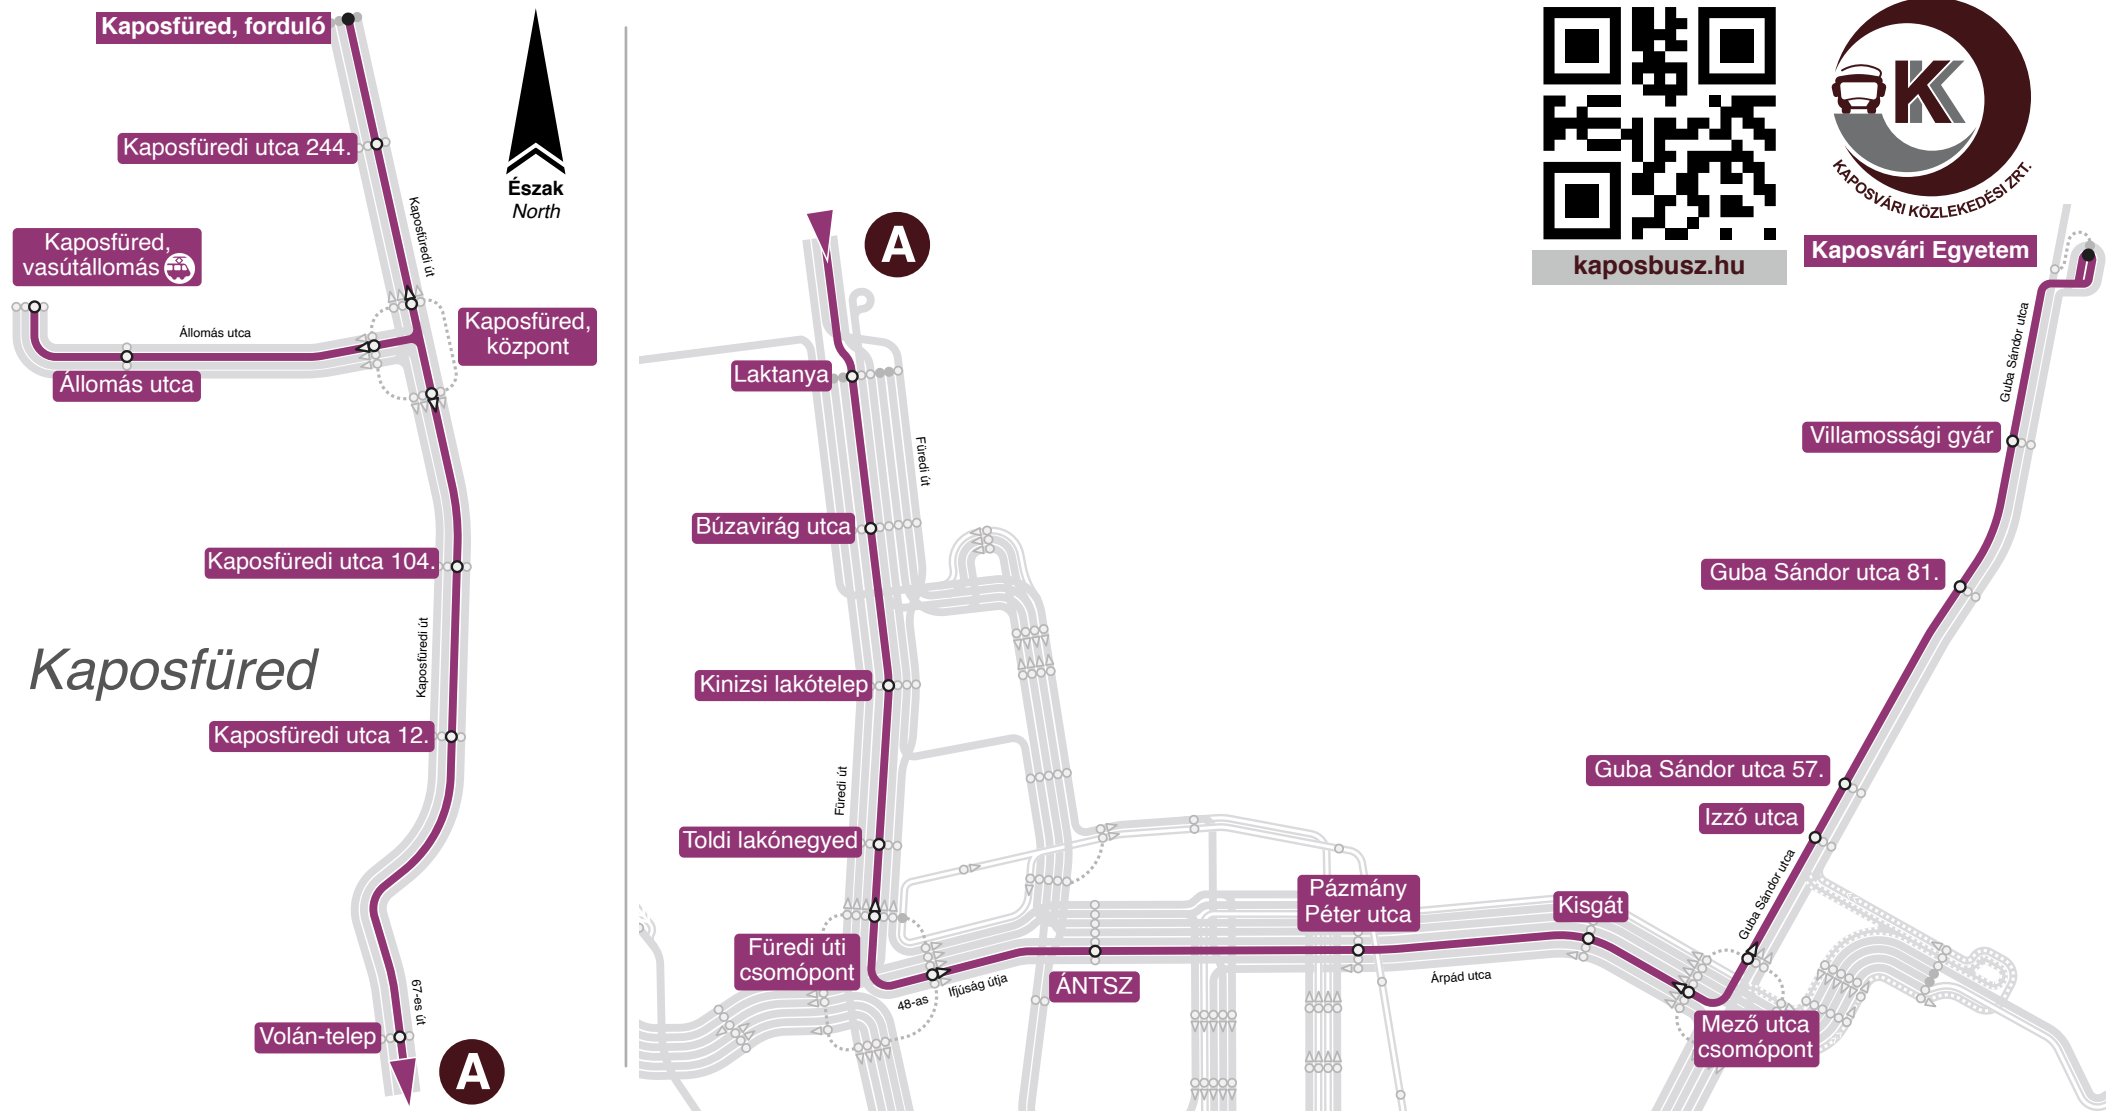 Kaposfüred, forduló
Kaposfüredi utca 244.
Észak
North
Kaposfüredi út
Kaposfüred,
vasútállomás
Állomás utca
Kaposfüred,
központ
Állomás utca
Kaposfüredi utca 104.
Kaposfüredi út
Kaposfüred
Kaposfüredi utca 12.
67-es út
Volán-telep
A
A
Laktanya
Füredi út
Búzavirág utca
Kinizsi lakótelep
Füredi út
Toldi lakónegyed
Füredi úti
csomópont
48-as
Ifjúság útja
ÁNTSZ
Pázmány
Péter utca
Árpád utca
Kisgát
Mező utca
csomópont
Guba Sándor utca
Izzó utca
Guba Sándor utca 57.
Guba Sándor utca 81.
Villamossági gyár
Guba Sándor utca
Kaposvári Egyetem
kaposbusz.hu
KK
KAPOSVÁRI KÖZLEKEDÉSI ZRT.